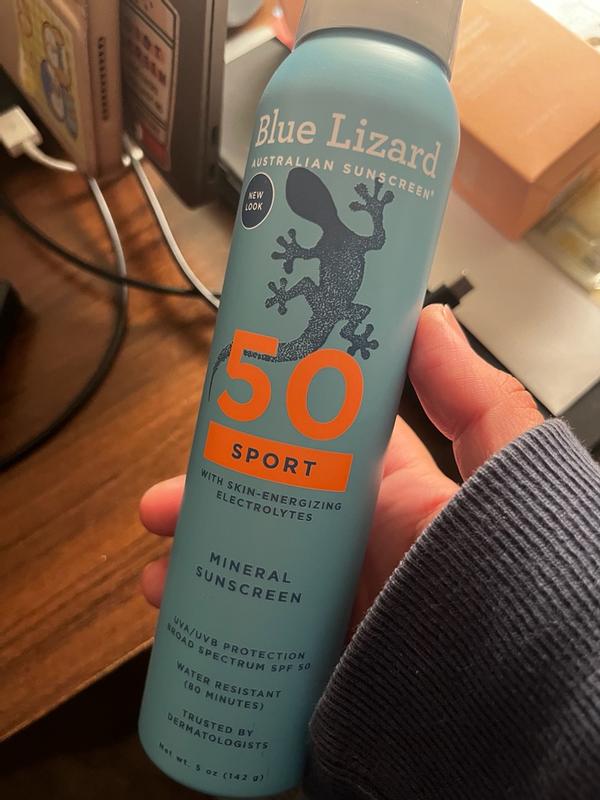 Blue Lizard
AUSTRALIAN SUNSCREEN®
NEW
LOOK
50
SPORT
WITH SKIN-ENERGIZING
ELECTROLYTES
MINERAL
SUNSCREEN
UVA/UVB PROTECTION
BROAD SPECTRUM SPF 50
WATER RESISTANT
(80 MINUTES)
TRUSTED BY
DERMATOLOGISTS
Net wt. 5 oz (142 g)